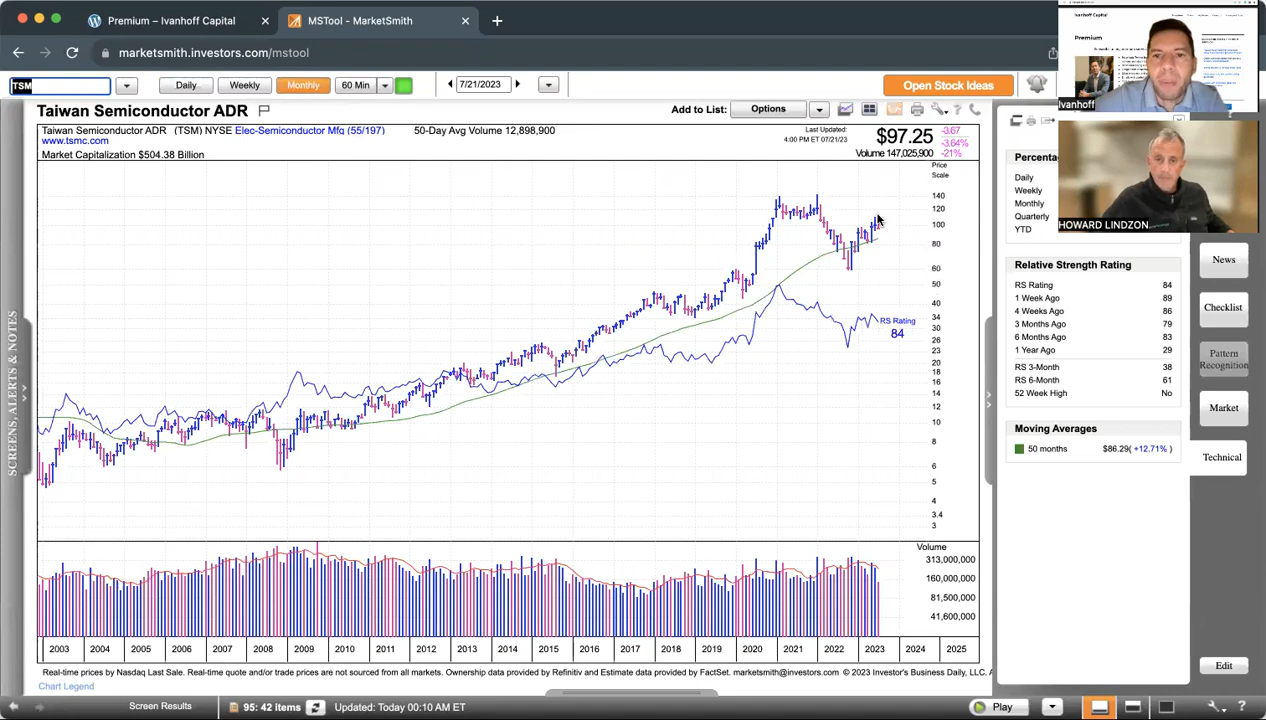 Premium – Ivanhoff Capital
MSTool - MarketSmith
marketsmith.investors.com/mstool
TSM
Daily
Weekly
Monthly
60 Min
7/21/2023
Open Stock Ideas
Ivanhoff Capital
Premium
Ivanhoff
HOWARD LINDZON
Taiwan Semiconductor ADR
Add to List:
Options
Taiwan Semiconductor ADR (TSM) NYSE Elec-Semiconductor Mfq (55/197)
50-Day Avg Volume 12,898,900
www.tsmc.com
Market Capitalization $504.38 Billion
Last Updated:
4:00 PM ET 07/21/23
$97.25
-3.67
-3.64%
Volume 147,025,900
-21%
Price
Scale
140
120
100
80
60
50
40
34
30
26
23
20
18
16
14
12
10
8
6
5
4
3.4
3
RS Rating
84
Volume
313,000,000
160,000,000
81,500,000
41,600,000
2003
2004
2005
2006
2007
2008
2009
2010
2011
2012
2013
2014
2015
2016
2017
2018
2019
2020
2021
2022
2023
2024
2025
Real-time prices by Nasdaq Last Sale. Real-time quote and/or trade prices are not sourced from all markets. Ownership data provided by Refinitiv and Estimate data provided by FactSet. marketsmith@investors.com © 2023 Investor's Business Daily, LLC. A
Chart Legend
SCREENS, ALERTS & NOTES
Percenta
Daily
Weekly
Monthly
Quarterly
YTD
Relative Strength Rating
RS Rating 84
1 Week Ago 89
4 Weeks Ago 86
3 Months Ago 79
6 Months Ago 83
1 Year Ago 29
RS 3-Month 38
RS 6-Month 61
52 Week High No
Moving Averages
50 months $86.29( +12.71% )
News
Checklist
Pattern
Recognition
Market
Technical
Edit
Screen Results
95: 42 items
Updated: Today 00:10 AM ET
Play